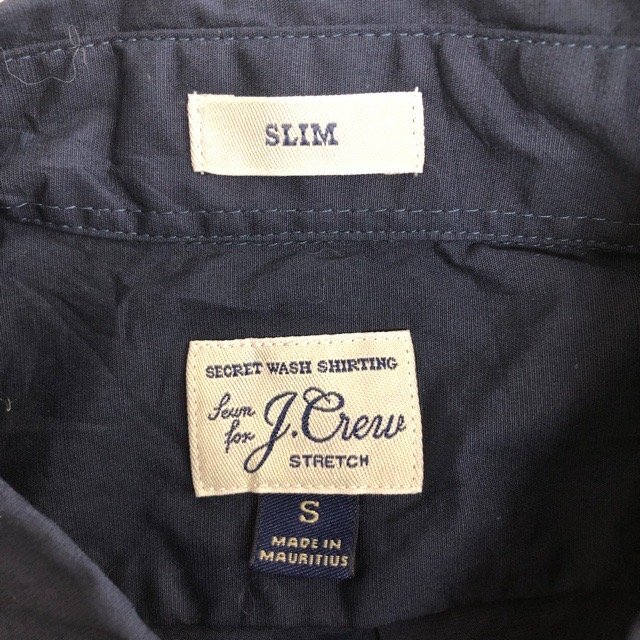 SLIM
SECRET WASH SHIRTING
Sewn for J.Crew
STRETCH
S
MADE IN
MAURITIUS